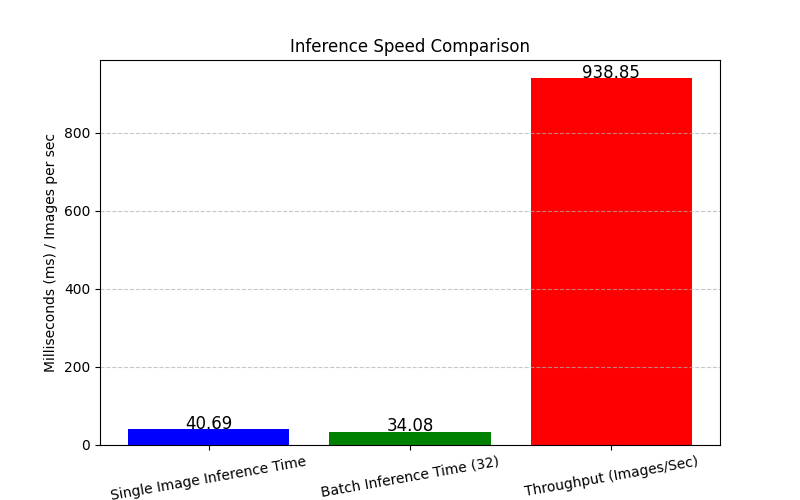 Inference Speed Comparison
Milliseconds (ms) / Images per sec
800
600
400
200
0
938.85
40.69
34.08
Single Image Inference Time
Batch Inference Time (32)
Throughput (Images/Sec)